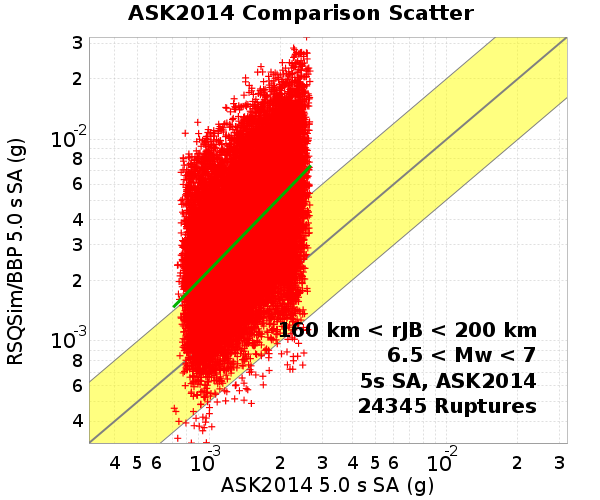 ASK2014 Comparison Scatter
RSQSim/BBP 5.0 s SA (g)
3
2
10-2
8
6
4
3
2
10-3
8
6
4
160 km < rJB < 200 km
6.5 < Mw < 7
5s SA, ASK2014
24345 Ruptures
4 5 6 10-3 2 3 4 5 6 10-2 2 3
ASK2014 5.0 s SA (g)